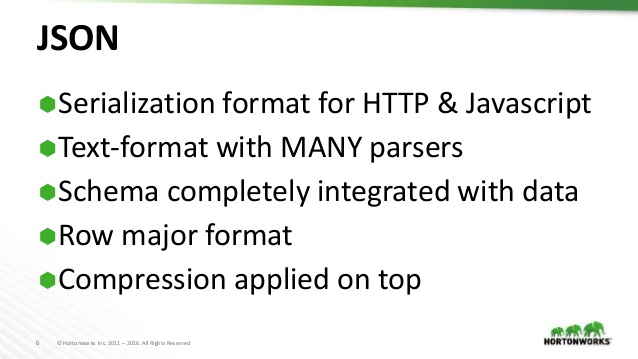 JSON
Serialization format for HTTP & Javascript
Text-format with MANY parsers
Schema completely integrated with data
Row major format
Compression applied on top
6 © Hortonworks Inc. 2011 – 2016. All Rights Reserved
HORTONWORKS